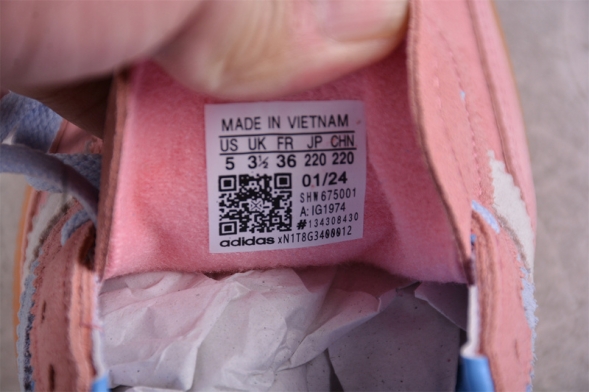 MADE IN VIETNAM
US UK FR JP CHN
5 3½ 36 220 220
01/24
SHW675001
A: IG1974
#134308430
adidas xN1T8G3400012